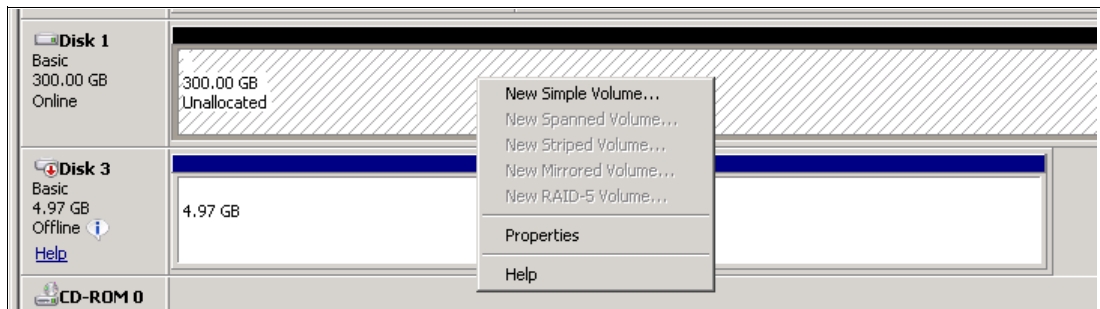 Disk 1
Basic
300.00 GB
Online
300.00 GB
Unallocated
New Simple Volume...
New Spanned Volume...
New Striped Volume...
New Mirrored Volume...
New RAID-5 Volume...
Properties
Help
Disk 3
Basic
4.97 GB
Offline
Help
4.97 GB
CD-ROM 0